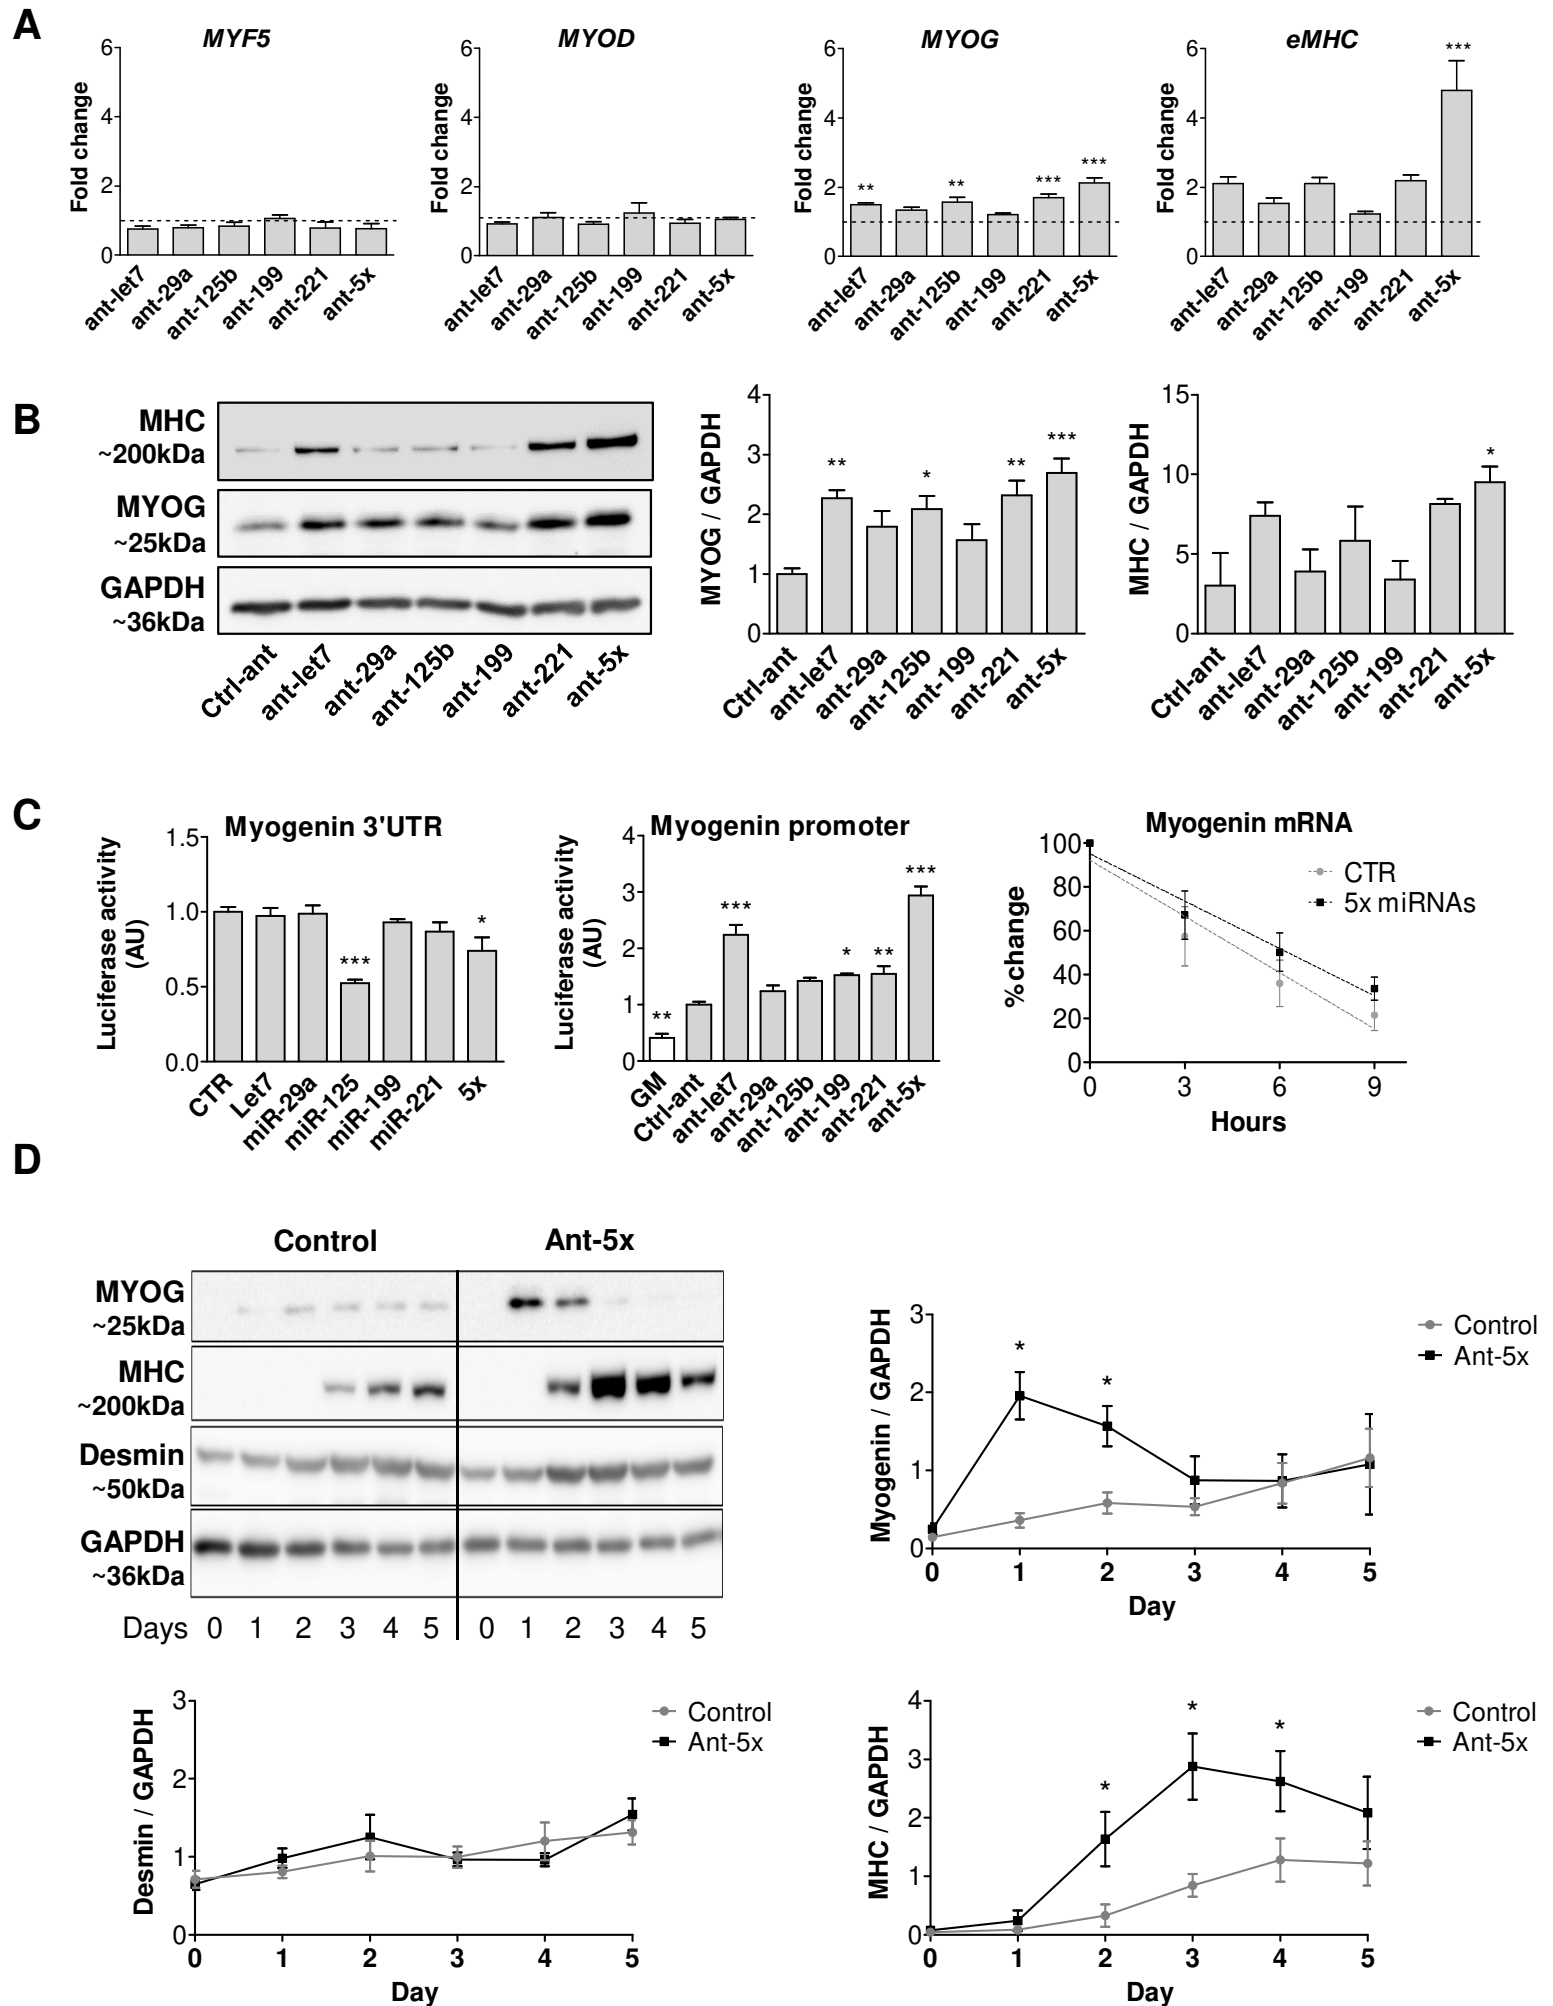 A
MYF5
Fold change
6
4
2
0
ant-let7
ant-29a
ant-125b
ant-199
ant-221
ant-5x
MYOD
Fold change
6
4
2
0
ant-let7
ant-29a
ant-125b
ant-199
ant-221
ant-5x
MYOG
Fold change
6
4
2
0
**
**
***
***
ant-let7
ant-29a
ant-125b
ant-199
ant-221
ant-5x
eMHC
Fold change
6
4
2
0
***
ant-let7
ant-29a
ant-125b
ant-199
ant-221
ant-5x
B
MHC
~200kDa
MYOG
~25kDa
GAPDH
~36kDa
Ctrl-ant
ant-let7
ant-29a
ant-125b
ant-199
ant-221
ant-5x
MYOG / GAPDH
4
3
2
1
0
**
*
**
***
Ctrl-ant
ant-let7
ant-29a
ant-125b
ant-199
ant-221
ant-5x
MHC / GAPDH
15
10
5
0
*
Ctrl-ant
ant-let7
ant-29a
ant-125b
ant-199
ant-221
ant-5x
C
Myogenin 3'UTR
Luciferase activity
(AU)
1.5
1.0
0.5
0.0
***
*
CTR
Let7
miR-29a
miR-125
miR-199
miR-221
5x
Myogenin promoter
Luciferase activity
(AU)
4
3
2
1
0
**
***
*
**
***
GM
Ctrl-ant
ant-let7
ant-29a
ant-125b
ant-199
ant-221
ant-5x
Myogenin mRNA
%change
100
80
60
40
20
0
CTR
5x miRNAs
0 3 6 9
Hours
D
Control Ant-5x
MYOG
~25kDa
MHC
~200kDa
Desmin
~50kDa
GAPDH
~36kDa
Days 0 1 2 3 4 5 0 1 2 3 4 5
Myogenin / GAPDH
3
2
1
0
*
*
Control
Ant-5x
0 1 2 3 4 5
Day
Desmin / GAPDH
3
2
1
0
Control
Ant-5x
0 1 2 3 4 5
Day
MHC / GAPDH
4
3
2
1
0
*
*
*
Control
Ant-5x
0 1 2 3 4 5
Day